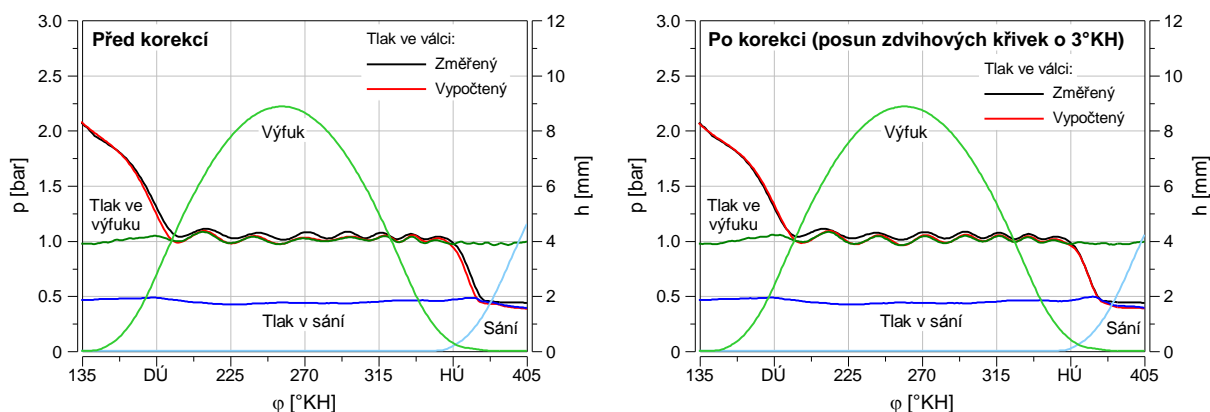 Před korekcí
Tlak ve válci:
Změřený
Vypočtený
Výfuk
Tlak ve
výfuku
Tlak v sání
Sání
p [bar]
3.0
2.5
2.0
1.5
1.0
0.5
0
h [mm]
12
10
8
6
4
2
0
135
DÚ
225
270
315
HÚ
405
φ [°KH]
Po korekci (posun zdvihových křivek o 3°KH)
Tlak ve válci:
Změřený
Vypočtený
Výfuk
Tlak ve
výfuku
Tlak v sání
Sání
p [bar]
3.0
2.5
2.0
1.5
1.0
0.5
0
h [mm]
12
10
8
6
4
2
0
135
DÚ
225
270
315
HÚ
405
φ [°KH]